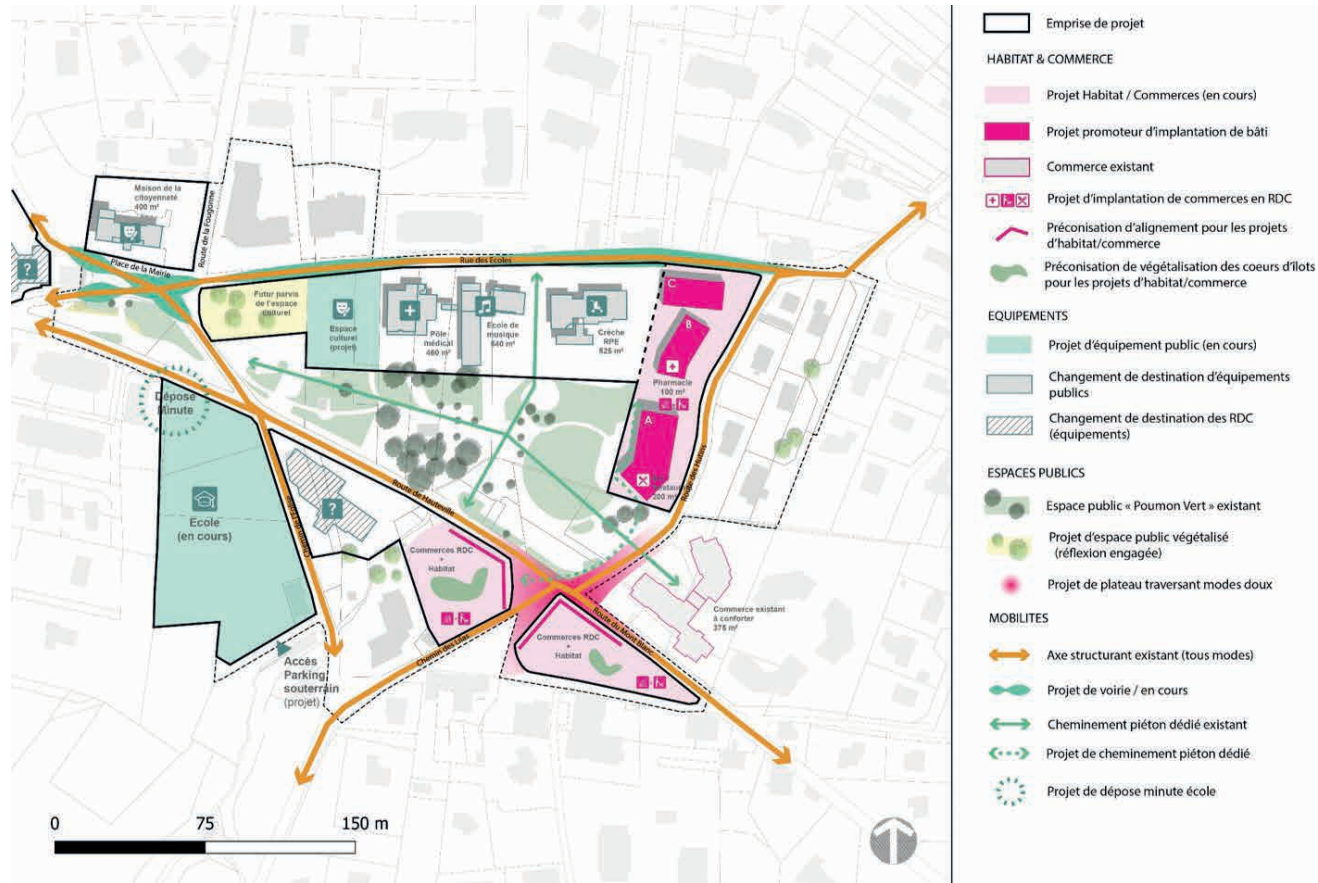 Maison de la
citoyenneté
400 m²
Route de la Fougonne
?
Place de la Mairie
Rue des Ecoles
Futur parvis
de l'espace
culturel
Espace
culturel
(projet)
Pôle
médical
460 m²
Ecole de
musique
640 m²
Crèche
RPE
525 m²
C
B
Pharmacie
100 m²
A
200 m²
Route des Hutins
Dépose
Minute
Ecole
(en cours)
?
Route de Hauteville
Commerces RDC
+
Habitat
Commerce existant
à conforter
375 m²
Route du Mont Blanc
Commerces RDC
+
Habitat
Chemin des Lilas
Accès
Parking
souterrain
(projet)
0 75 150 m
Emprise de projet
HABITAT & COMMERCE
Projet Habitat / Commerces (en cours)
Projet promoteur d'implantation de bâti
Commerce existant
Projet d'implantation de commerces en RDC
Préconisation d'alignement pour les projets
d'habitat/commerce
Préconisation de végétalisation des coeurs d'îlots
pour les projets d'habitat/commerce
EQUIPEMENTS
Projet d'équipement public (en cours)
Changement de destination d'équipements
publics
Changement de destination des RDC
(équipements)
ESPACES PUBLICS
Espace public « Poumon Vert » existant
Projet d'espace public végétalisé
(réflexion engagée)
Projet de plateau traversant modes doux
MOBILITES
Axe structurant existant (tous modes)
Projet de voirie / en cours
Cheminement piéton dédié existant
Projet de cheminement piéton dédié
Projet de dépose minute école